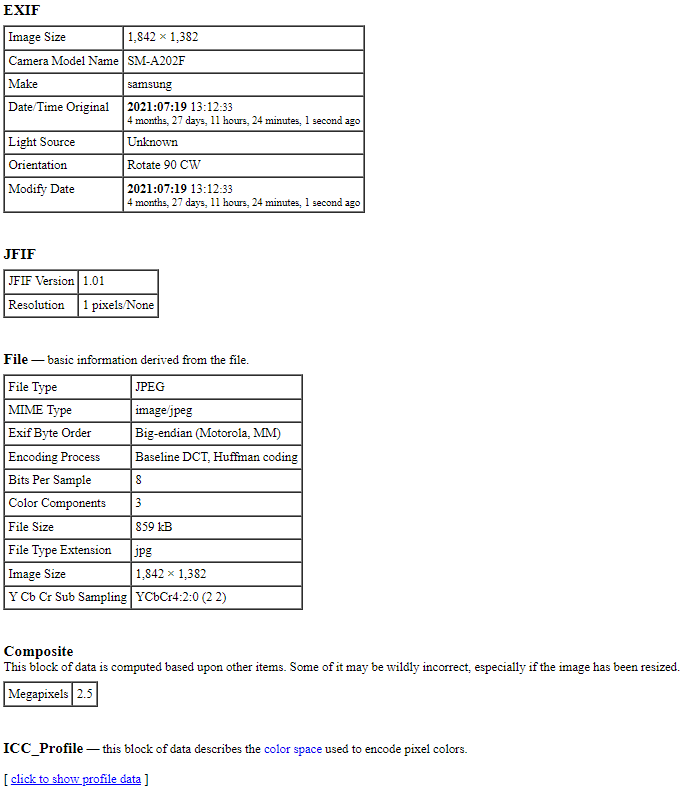 EXIF
Image Size 1,842 × 1,382
Camera Model Name SM-A202F
Make samsung
Date/Time Original 2021:07:19 13:12:33
4 months, 27 days, 11 hours, 24 minutes, 1 second ago
Light Source Unknown
Orientation Rotate 90 CW
Modify Date 2021:07:19 13:12:33
4 months, 27 days, 11 hours, 24 minutes, 1 second ago
JFIF
JFIF Version 1.01
Resolution 1 pixels/None
File — basic information derived from the file.
File Type JPEG
MIME Type image/jpeg
Exif Byte Order Big-endian (Motorola, MM)
Encoding Process Baseline DCT, Huffman coding
Bits Per Sample 8
Color Components 3
File Size 859 kB
File Type Extension jpg
Image Size 1,842 × 1,382
Y Cb Cr Sub Sampling YCbCr4:2:0 (2 2)
Composite
This block of data is computed based upon other items. Some of it may be wildly incorrect, especially if the image has been resized.
Megapixels 2.5
ICC_Profile — this block of data describes the color space used to encode pixel colors.
[ click to show profile data ]